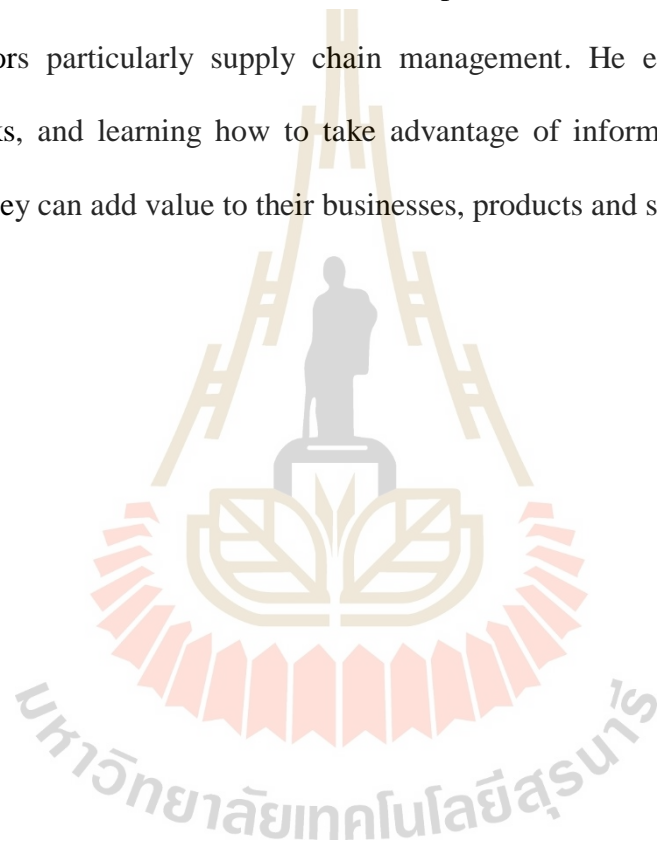 ors particularly supply chain management. He e
ks, and learning how to take advantage of inform
ey can add value to their businesses, products and s
มหาวิทยาลัยเทคโนโลยีสุรนารี